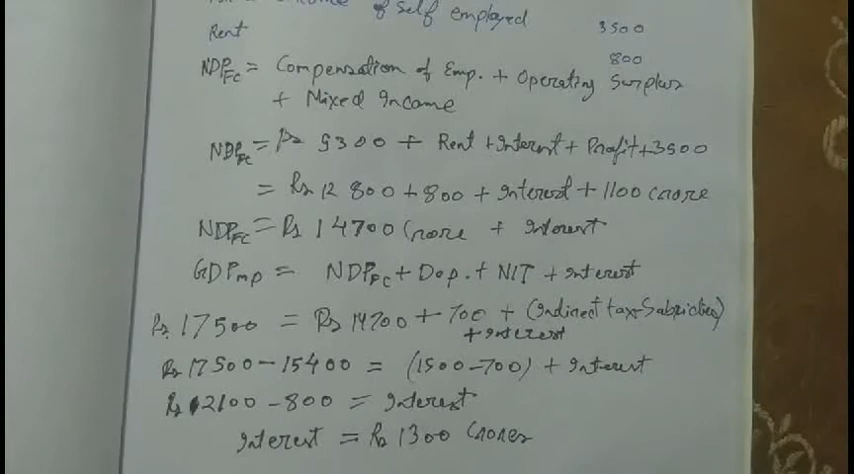 of self employed 3500
Rent 800
NDPFC = Compensation of Emp. + Operating Surplus
+ Mixed Income
NDPFC = Rs 9300 + Rent + Interest + Profit + 3500
= Rs 12 800 + 800 + Interest + 1100 crore
NDPFC = Rs 14700 Crore + Interest
GDPmp = NDPFC + Dep. + NIT + Interest
Rs. 17500 = Rs 14700 + 700 + (Indirect tax - Subsidies)
+ Interest
Rs 17500 - 15400 = (1500-700) + Interest
Rs 2100 - 800 = Interest
Interest = Rs 1300 Crores